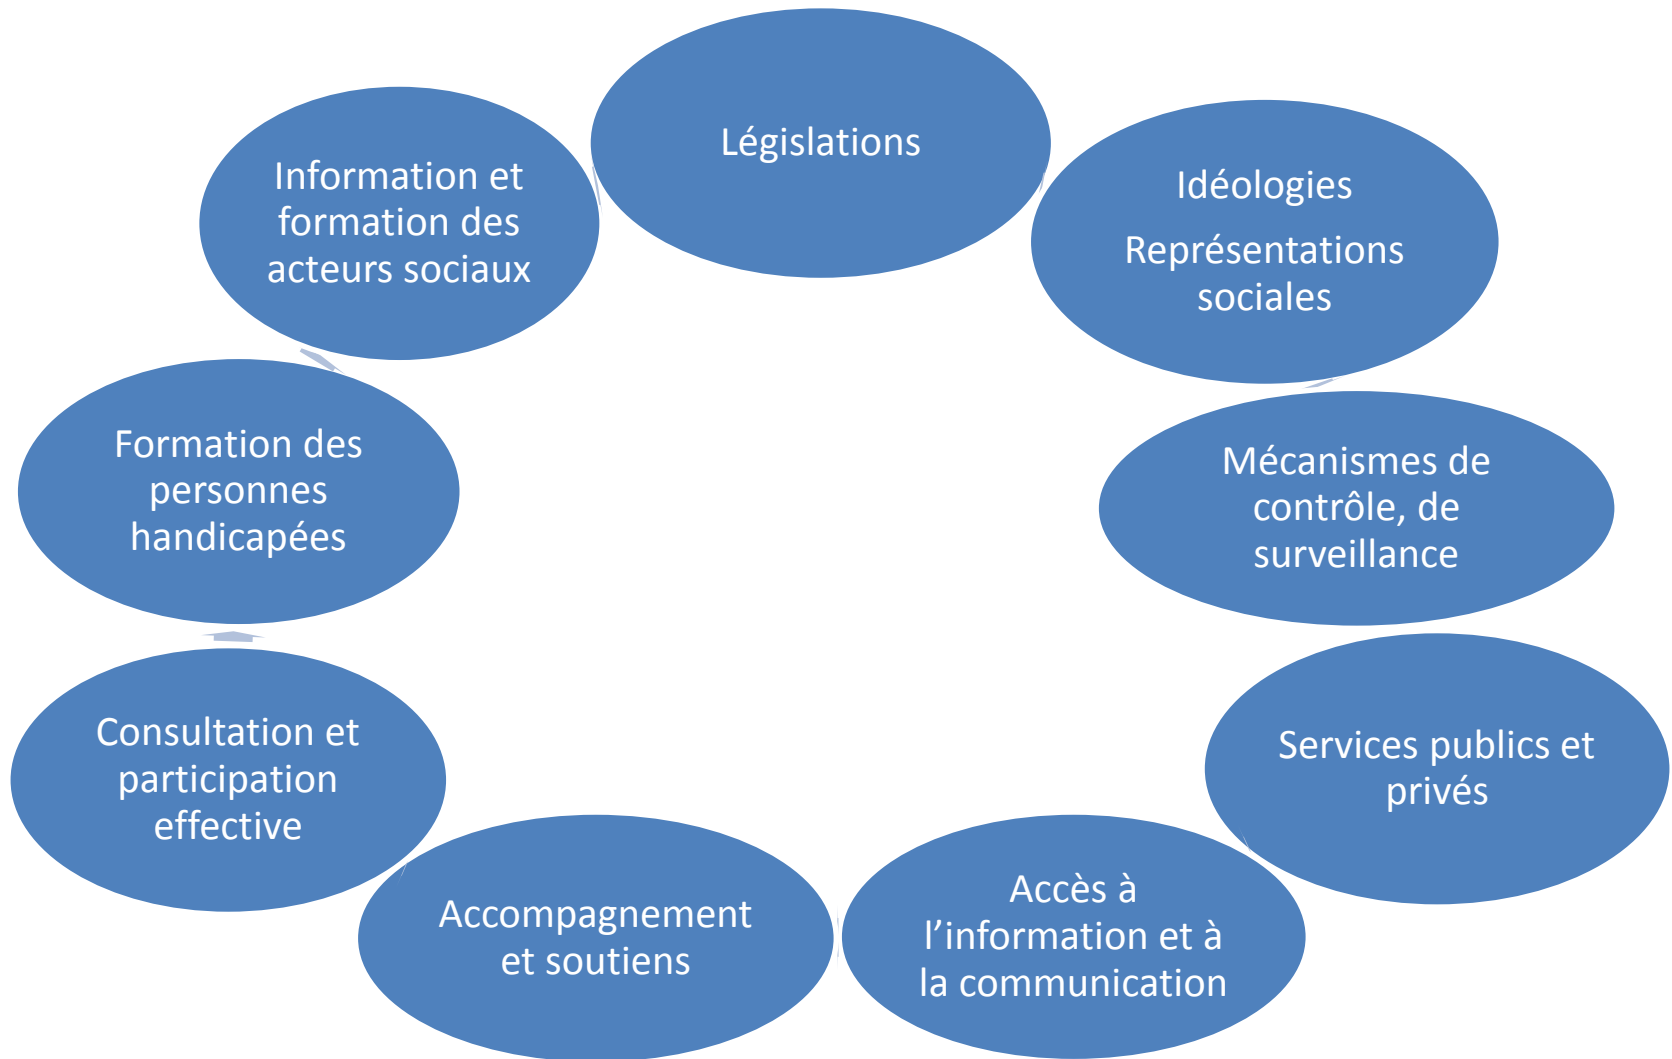 Législations
Idéologies
Représentations
sociales
Mécanismes de
contrôle, de
surveillance
Services publics et
privés
Accès à
l’information et à
la communication
Accompagnement
et soutiens
Consultation et
participation
effective
Formation des
personnes
handicapées
Information et
formation des
acteurs sociaux